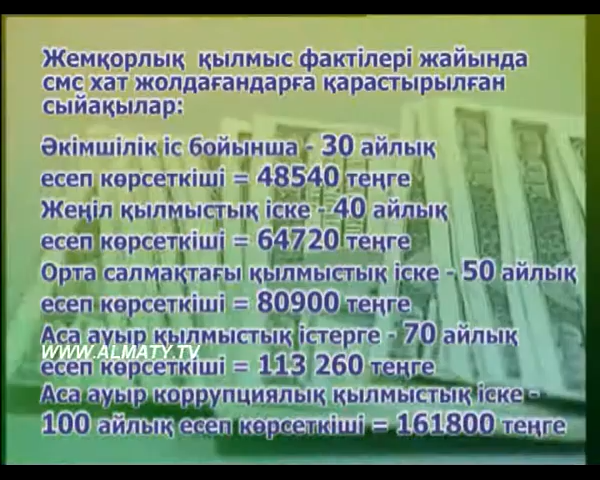 Жемқорлық қылмыс фактілері жайында
смс хат жолдағандарға қарастырылған
сыйақылар:
Әкімшілік іс бойынша - 30 айлық
есеп көрсеткіші = 48540 теңге
Жеңіл қылмыстық іске - 40 айлық
есеп көрсеткіші = 64720 теңге
Орта салмақтағы қылмыстық іске - 50 айлық
есеп көрсеткіші = 80900 теңге
Аса ауыр қылмыстық істерге - 70 айлық
WWW.ALMATY.TV
есеп көрсеткіші = 113 260 теңге
Аса ауыр коррупциялық қылмыстық іске -
100 айлық есеп көрсеткіші = 161800 теңге